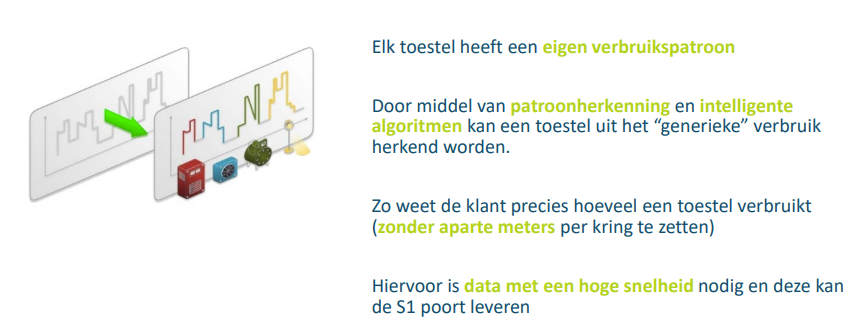 Elk toestel heeft een eigen verbruikspatroon
Door middel van patroonherkenning en intelligente
algoritmen kan een toestel uit het “generieke” verbruik
herkend worden.
Zo weet de klant precies hoeveel een toestel verbruikt
(zonder aparte meters per kring te zetten)
Hiervoor is data met een hoge snelheid nodig en deze kan
de S1 poort leveren